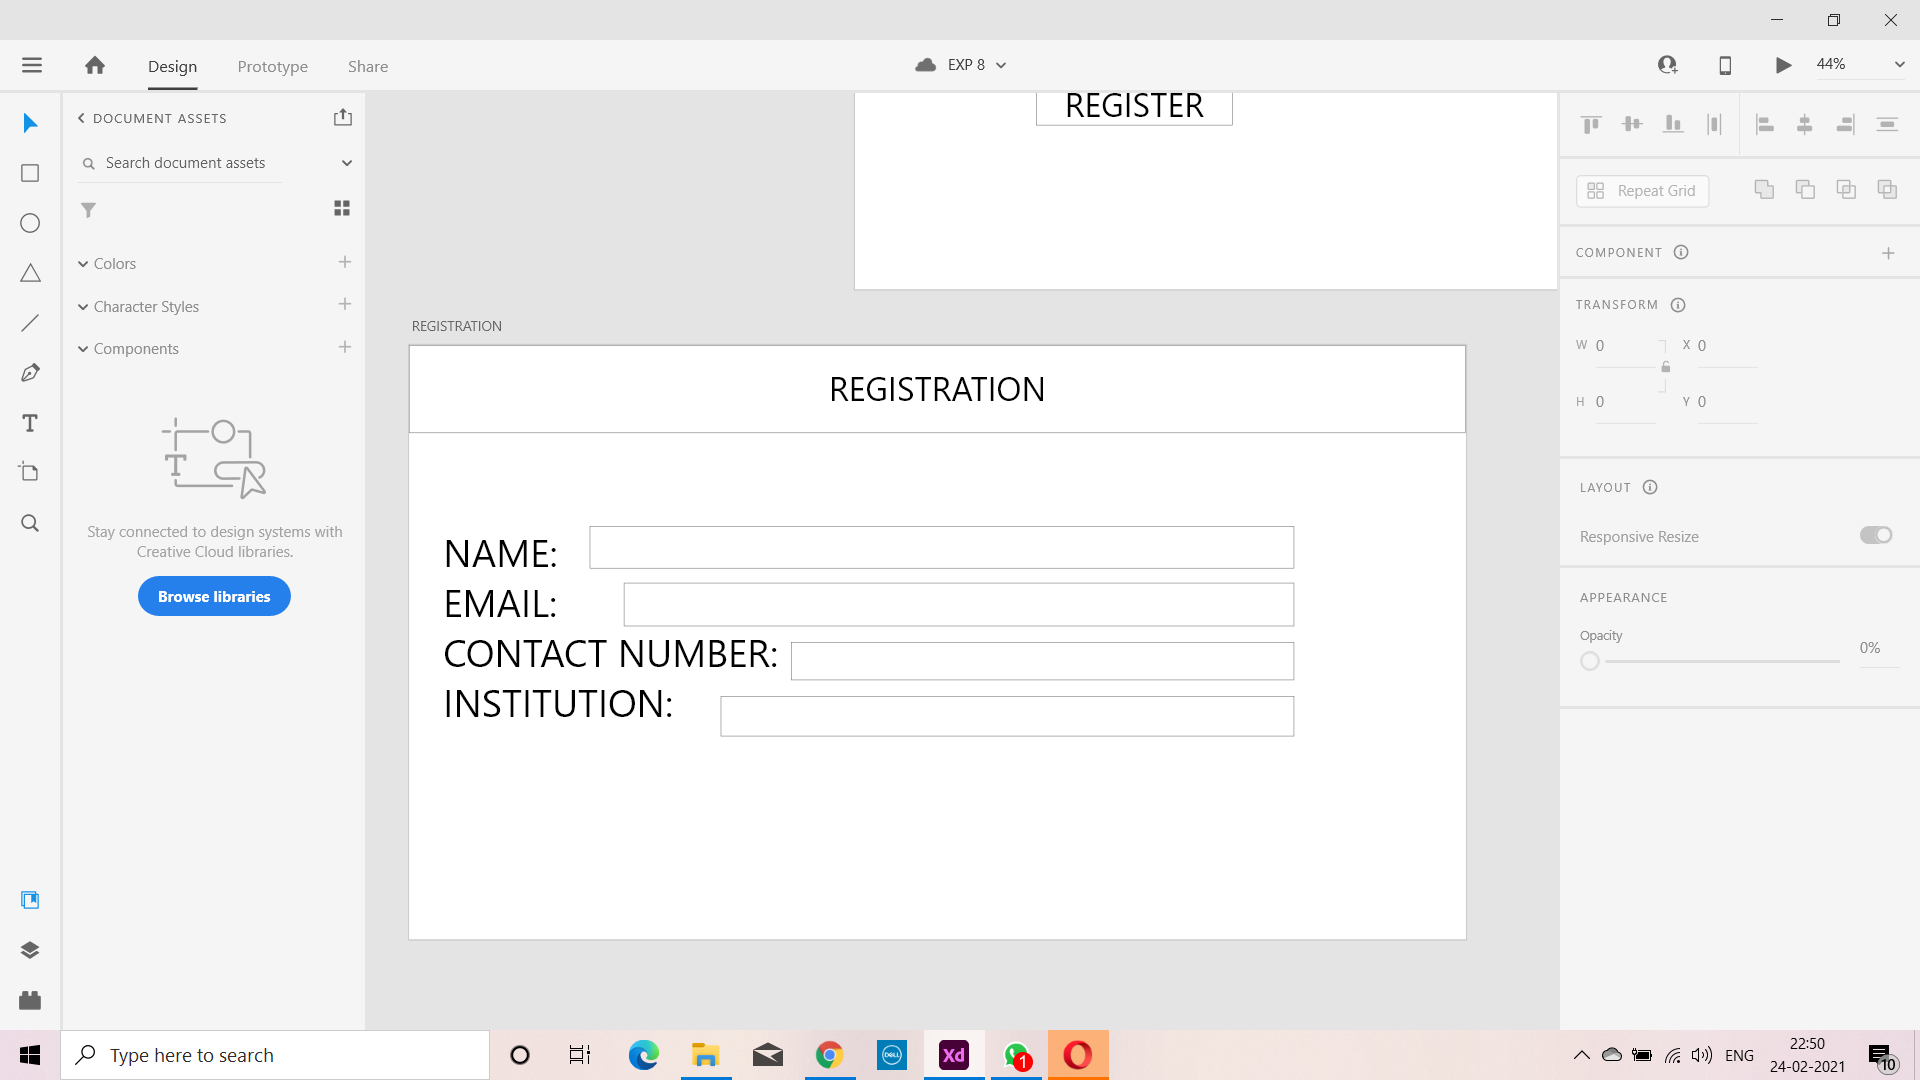 Design Prototype Share EXP 8 44%
DOCUMENT ASSETS
Search document assets
Colors
Character Styles
Components
Stay connected to design systems with
Creative Cloud libraries.
Browse libraries
REGISTER
REGISTRATION
REGISTRATION
NAME:
EMAIL:
CONTACT NUMBER:
INSTITUTION:
Repeat Grid
COMPONENT
TRANSFORM
W 0 X 0
H 0 Y 0
LAYOUT
Responsive Resize
APPEARANCE
Opacity
0%
Type here to search
DELL
Xd
1
ENG
22:50
24-02-2021
10